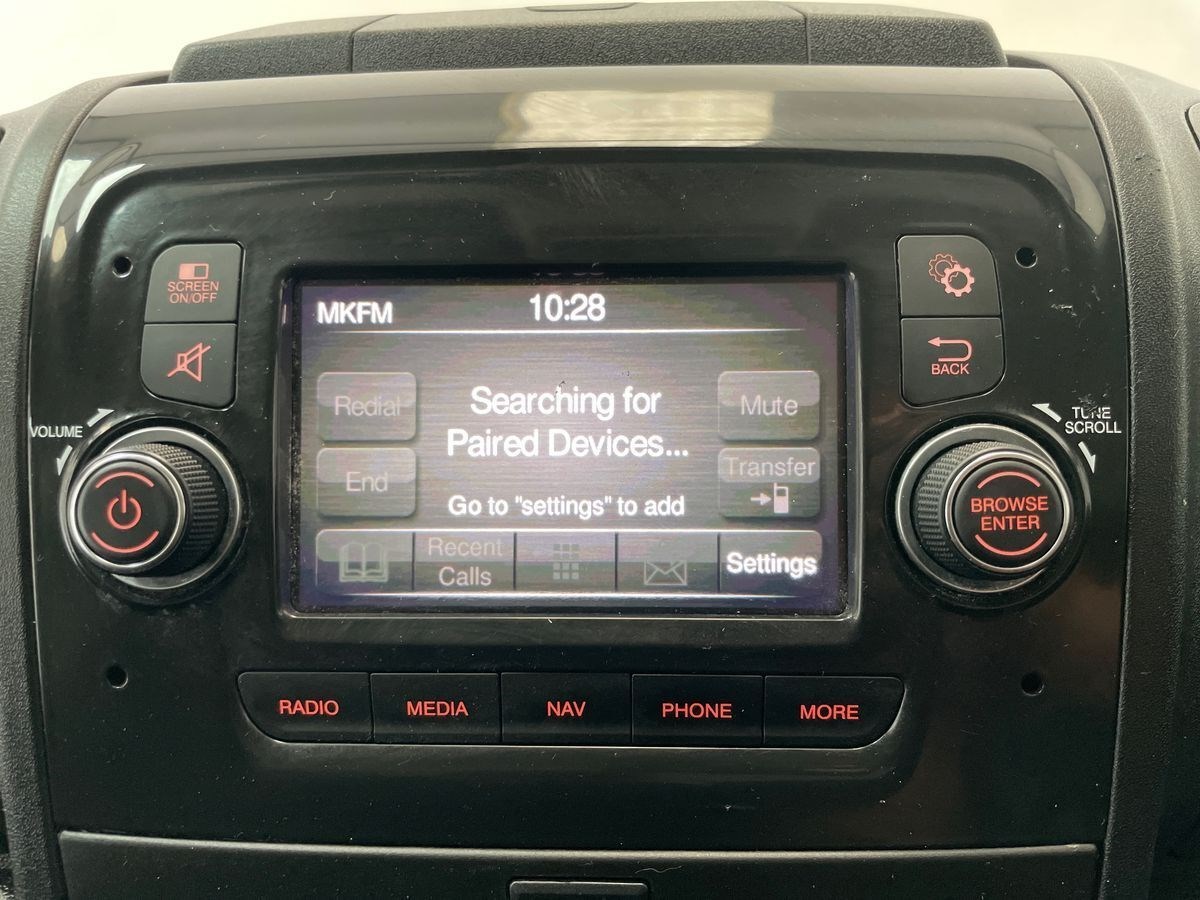 SCREEN
ON/OFF
VOLUME
MKFM 10:28
Redial
Searching for
Paired Devices...
Mute
End
Transfer
Go to "settings" to add
Recent
Calls
Settings
BACK
TUNE
SCROLL
BROWSE
ENTER
RADIO MEDIA NAV PHONE MORE